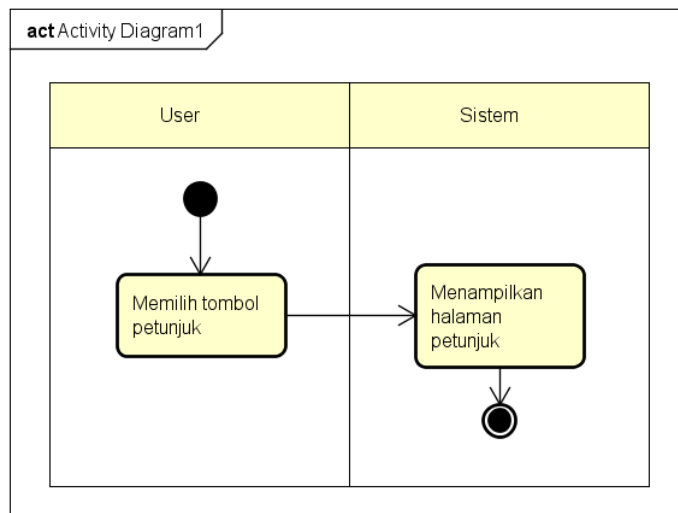 act Activity Diagram1
User
Sistem
Memilih tombol
petunjuk
Menampilkan
halaman
petunjuk